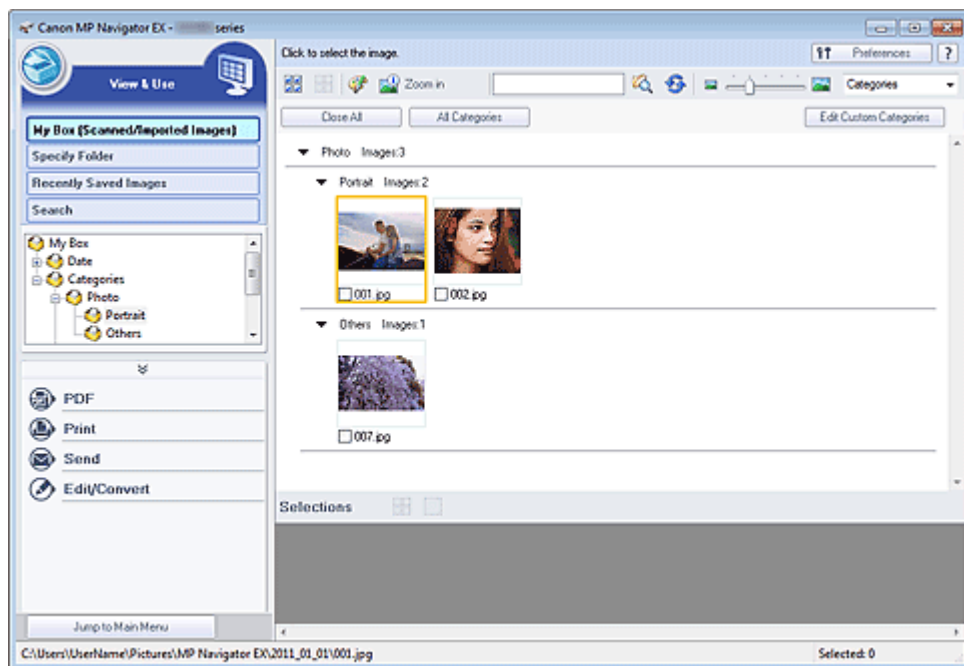 Canon MP Navigator EX - series
Click to select the image.
Preferences
?
View & Use
Zoom in
Categories
Close All
All Categories
Edit Custom Categories
My Box (Scanned/Imported Images)
Specify Folder
Recently Saved Images
Search
My Box
Date
Categories
Photo
Portrait
Others
PDF
Print
Send
Edit/Convert
Photo Images:3
Portrait Images:2
001.jpg
002.jpg
Others Images:1
007.jpg
Selections
Jump to Main Menu
C:\Users\UserName\Pictures\MP Navigator EX\2011_01_01\001.jpg
Selected: 0